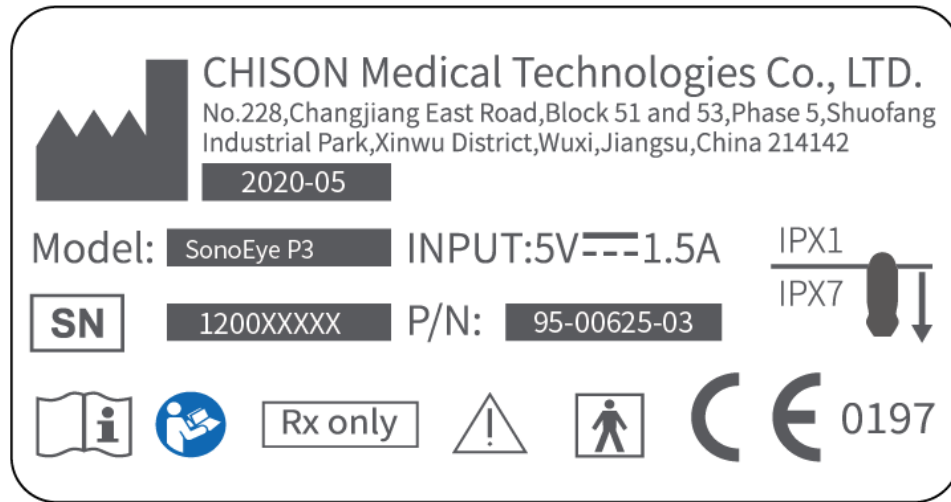 CHISON Medical Technologies Co., LTD.
No.228,Changjiang East Road,Block 51 and 53,Phase 5,Shuofang
Industrial Park,Xinwu District,Wuxi,Jiangsu,China 214142
2020-05
Model: SonoEye P3 INPUT:5V⎓1.5A
IPX1
IPX7
SN 1200XXXXX P/N: 95-00625-03
i Rx only ! CE 0197